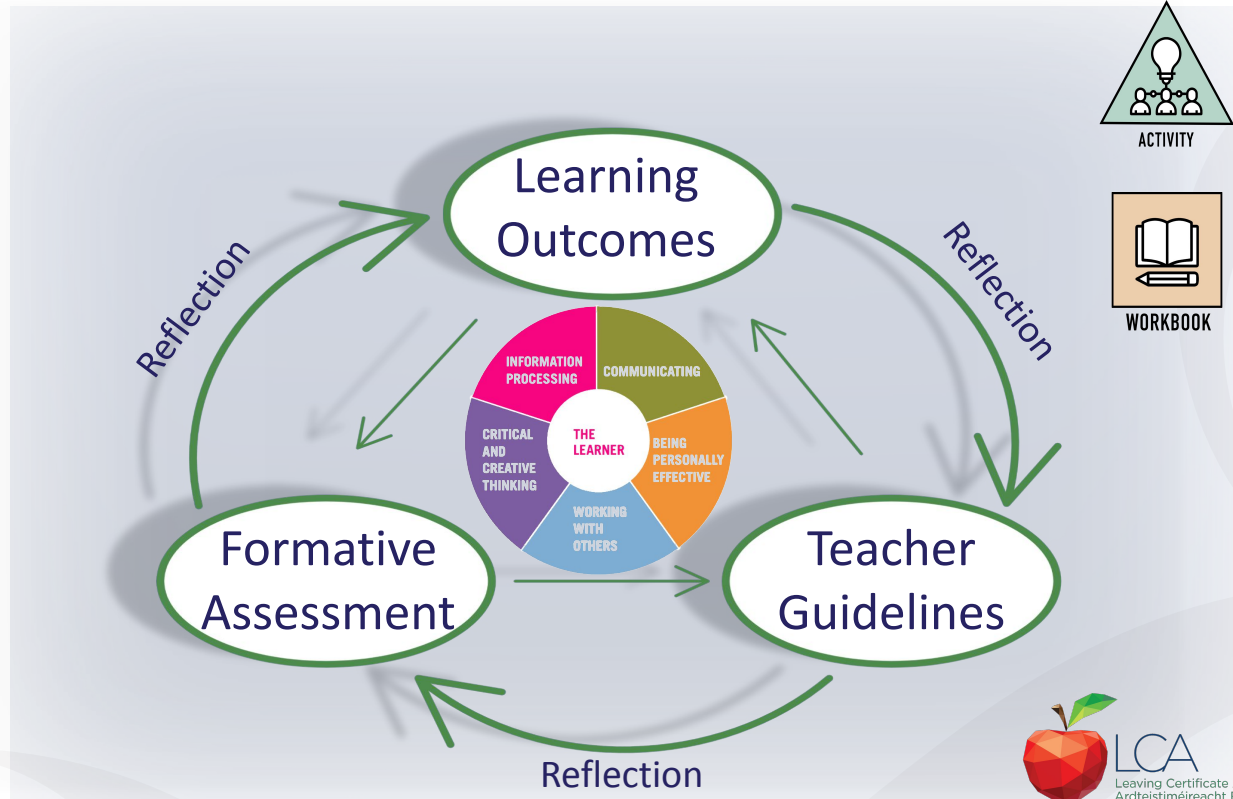 Learning
Outcomes
ACTIVITY
WORKBOOK
Reflection
Reflection
INFORMATION
PROCESSING
COMMUNICATING
CRITICAL
AND
CREATIVE
THINKING
THE
LEARNER
BEING
PERSONALLY
EFFECTIVE
WORKING
WITH
OTHERS
Formative
Assessment
Teacher
Guidelines
Reflection
LCA
Leaving Certificate
Ardteistiméireacht